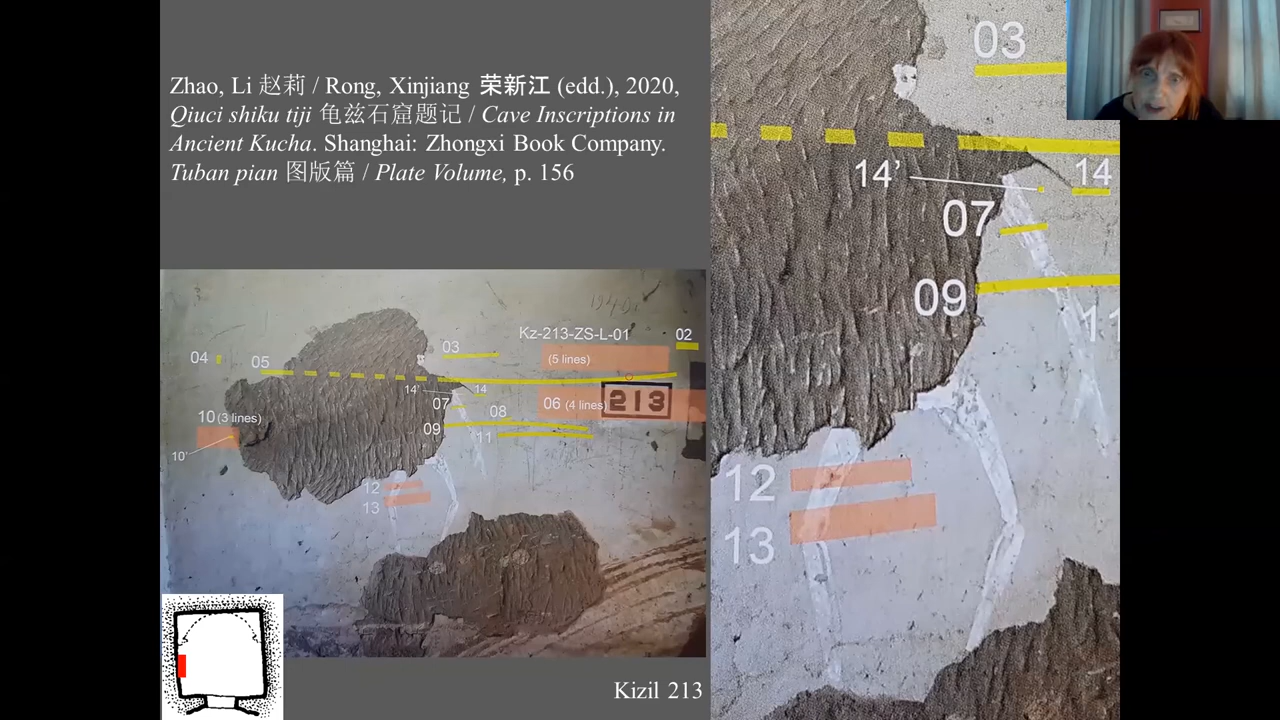 Zhao, Li 赵莉 / Rong, Xinjiang 荣新江 (edd.), 2020,
Qiuci shiku tiji 龟兹石窟题记 / Cave Inscriptions in
Ancient Kucha. Shanghai: Zhongxi Book Company.
Tuban pian 图版篇 / Plate Volume, p. 156
Kz-213-ZS-L-01
02
03
(5 lines)
04
05
14'
14
07
06 (4 lines)
213
08
10 (3 lines)
09
11
10'
12
13
Kizil 213
03
14'
14
07
09
11
12
13